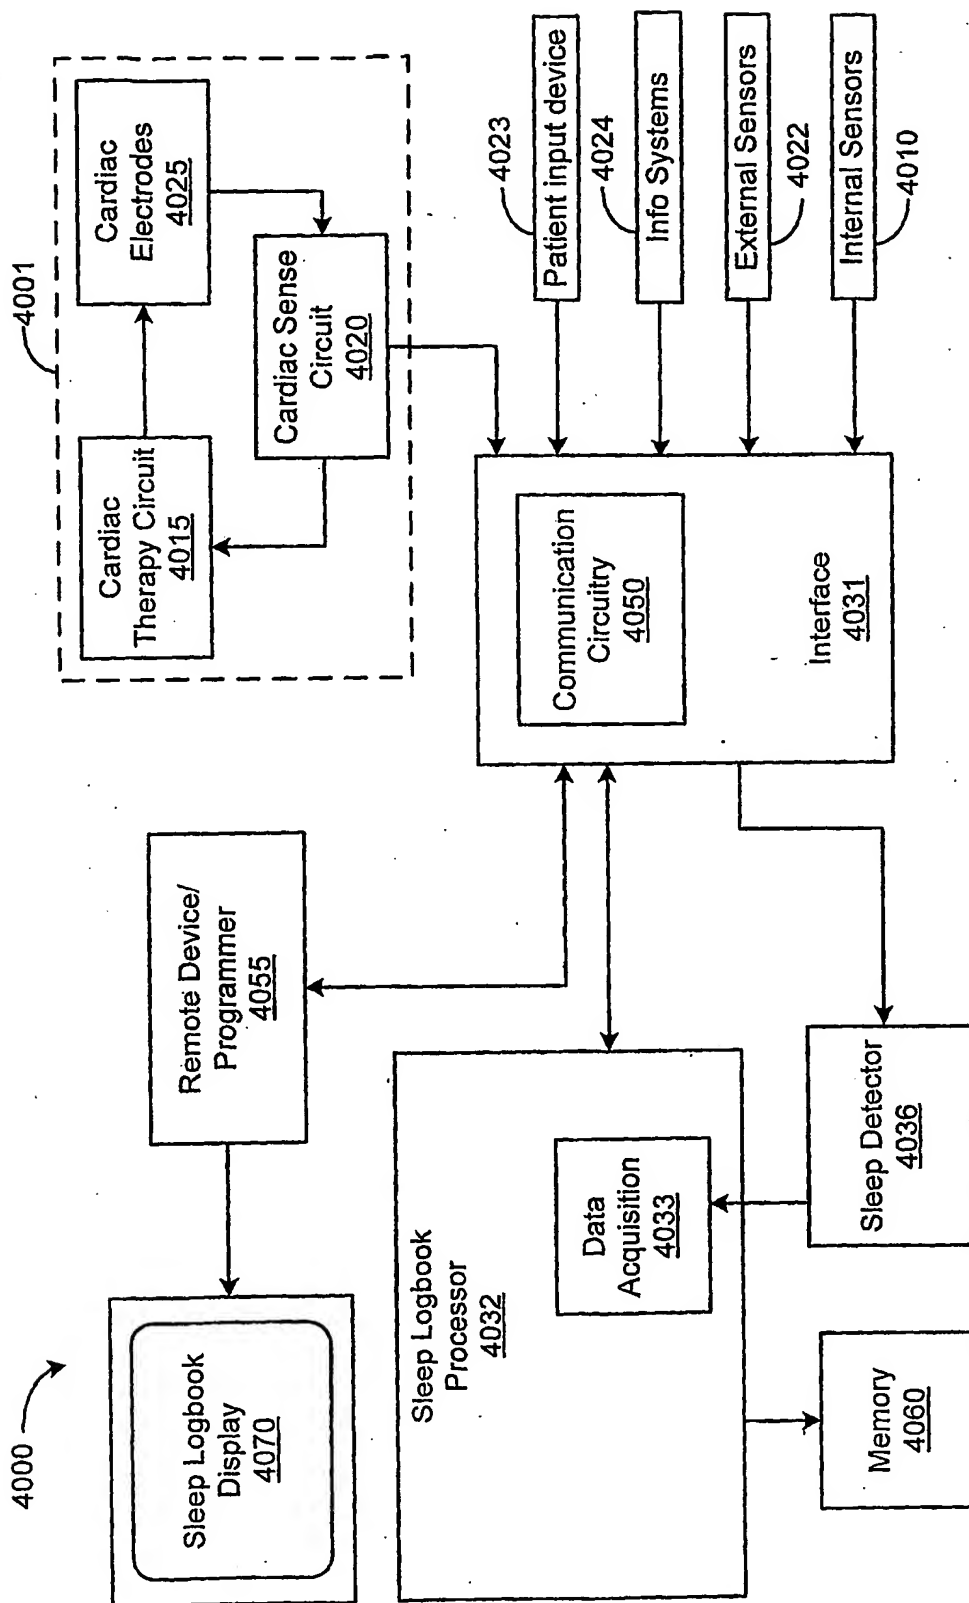 4000
Sleep Logbook
Display
4070
Remote Device/
Programmer
4055
4001
Cardiac
Therapy Circuit
4015
Cardiac
Electrodes
4025
Cardiac Sense
Circuit
4020
Sleep Logbook
Processor
4032
Data
Acquisition
4033
Memory
4060
Sleep Detector
4036
Communication
Circuitry
4050
Interface
4031
4023
Patient input device
4024
Info Systems
External Sensors
4022
Internal Sensors
4010